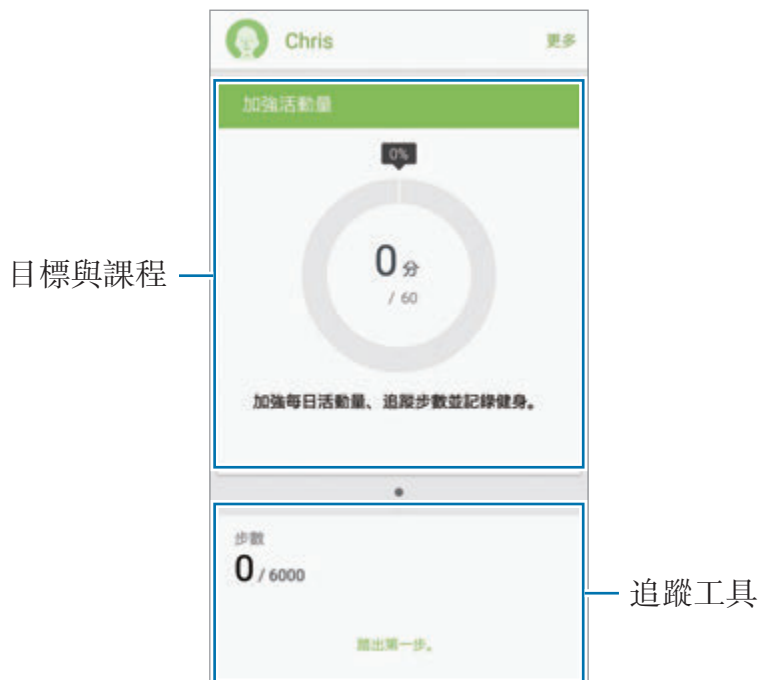 Chris
更多
加強活動量
0%
目標與課程
0 分
/ 60
加強每日活動量、追蹤步數並記錄健身。
步數
0 / 6000
追蹤工具
踏出第一步。